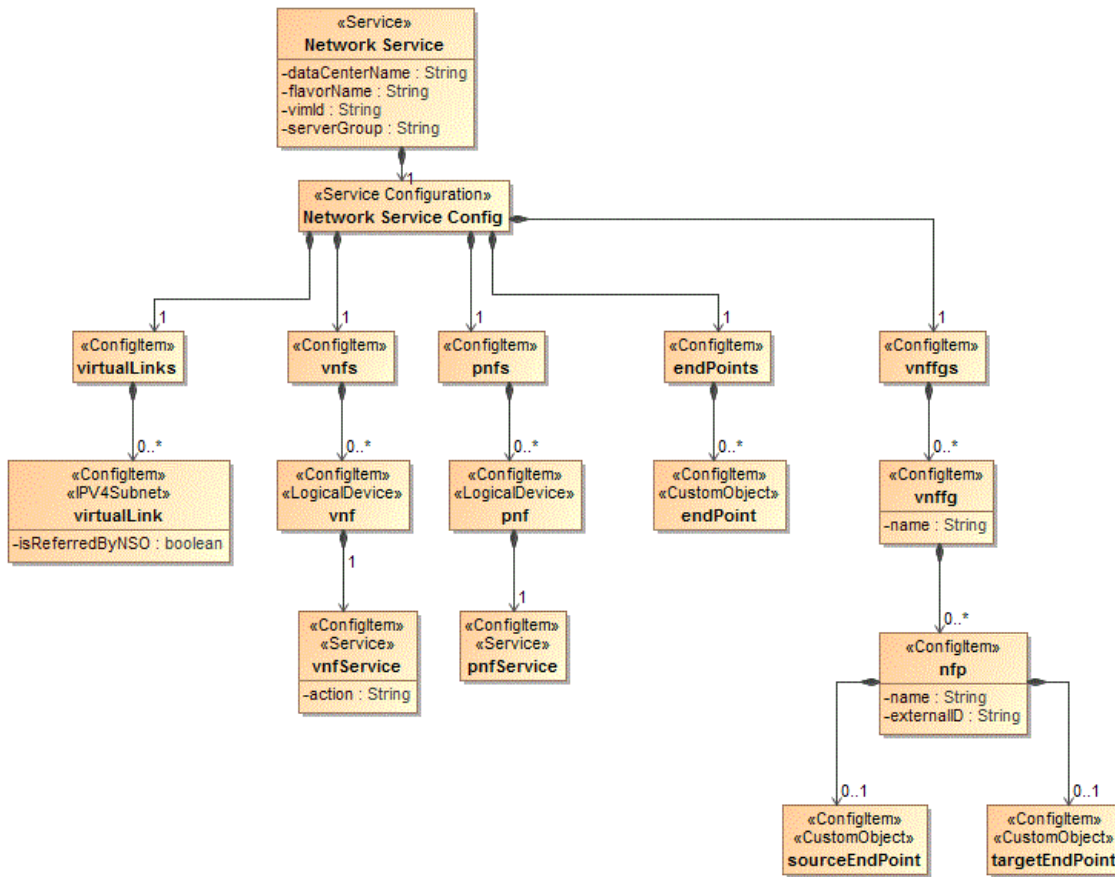 «Service»
Network Service
-dataCenterName : String
-flavorName : String
-vimId : String
-serverGroup : String
1
«Service Configuration»
Network Service Config
1
1
1
1
1
«ConfigItem»
virtualLinks
«ConfigItem»
vnfs
«ConfigItem»
pnfs
«ConfigItem»
endPoints
«ConfigItem»
vnffgs
0..*
0..*
0..*
0..*
0..*
«ConfigItem»
«IPV4Subnet»
virtualLink
-isReferredByNSO : boolean
«ConfigItem»
«LogicalDevice»
vnf
«ConfigItem»
«LogicalDevice»
pnf
«ConfigItem»
«CustomObject»
endPoint
«ConfigItem»
vnffg
-name : String
1
1
0..*
«ConfigItem»
«Service»
vnfService
-action : String
«ConfigItem»
«Service»
pnfService
«ConfigItem»
nfp
-name : String
-externalID : String
0..1
0..1
«ConfigItem»
«CustomObject»
sourceEndPoint
«ConfigItem»
«CustomObject»
targetEndPoint